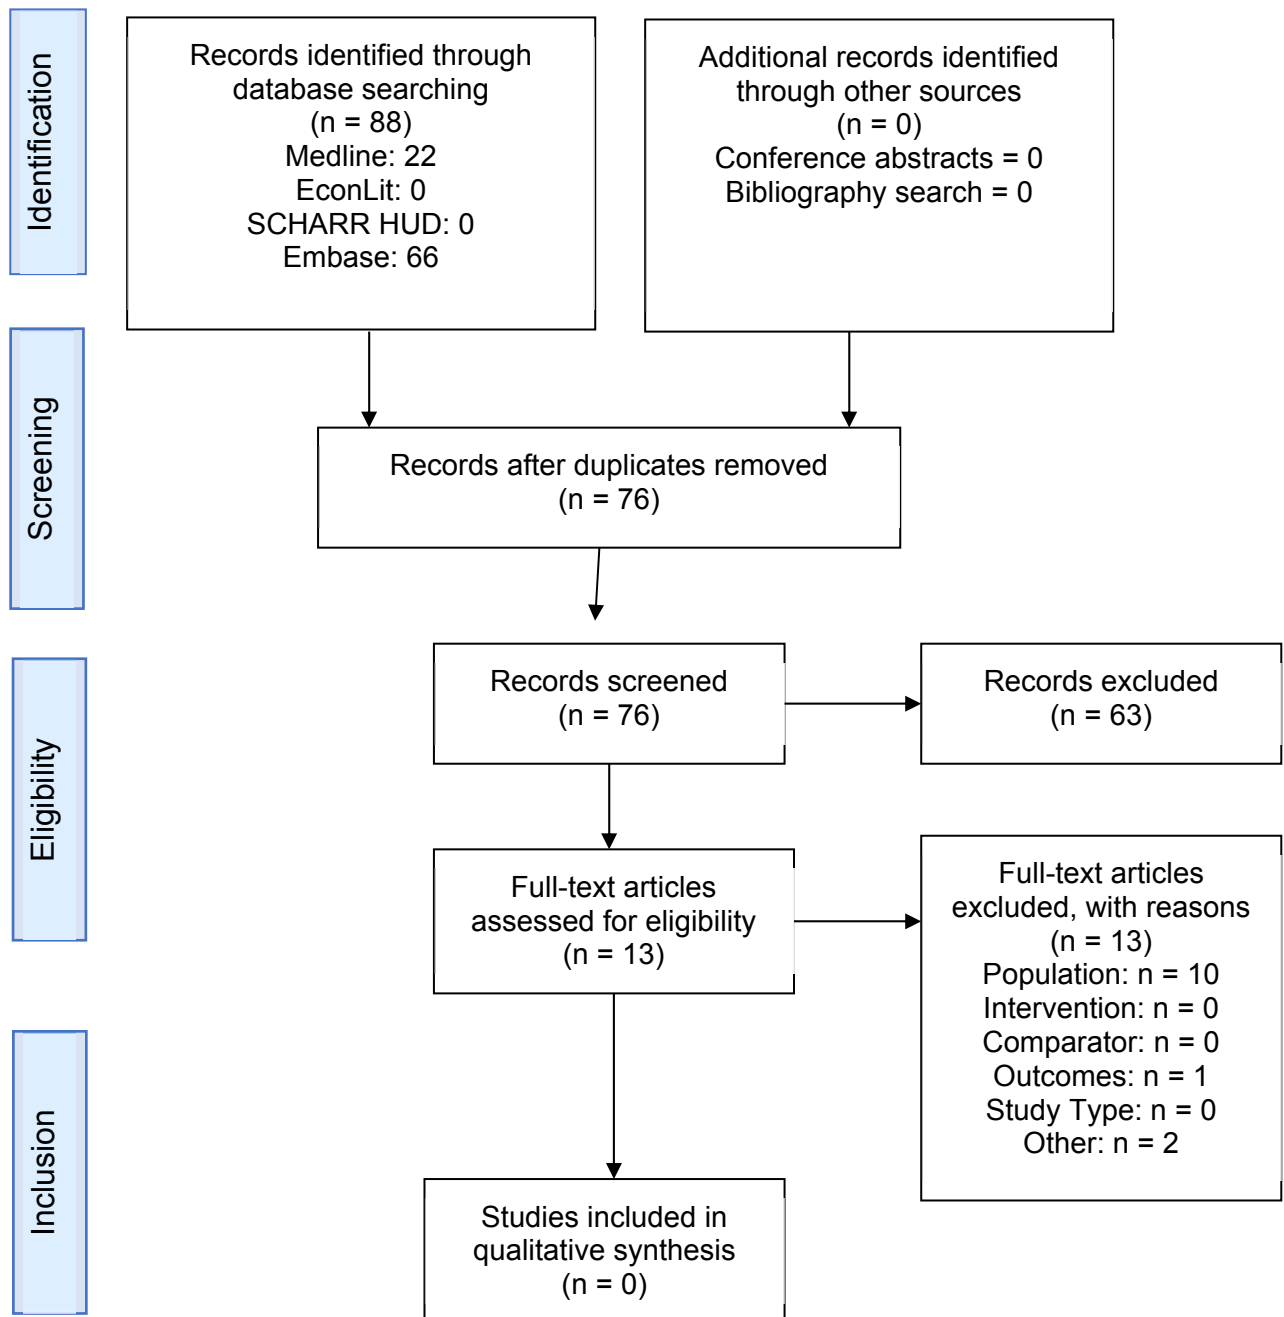 Identification
Records identified through
database searching
(n = 88)
Medline: 22
EconLit: 0
SCHARR HUD: 0
Embase: 66
Additional records identified
through other sources
(n = 0)
Conference abstracts = 0
Bibliography search = 0
Screening
Records after duplicates removed
(n = 76)
Eligibility
Records screened
(n = 76)
Records excluded
(n = 63)
Full-text articles
assessed for eligibility
(n = 13)
Full-text articles
excluded, with reasons
(n = 13)
Population: n = 10
Intervention: n = 0
Comparator: n = 0
Outcomes: n = 1
Study Type: n = 0
Other: n = 2
Inclusion
Studies included in
qualitative synthesis
(n = 0)